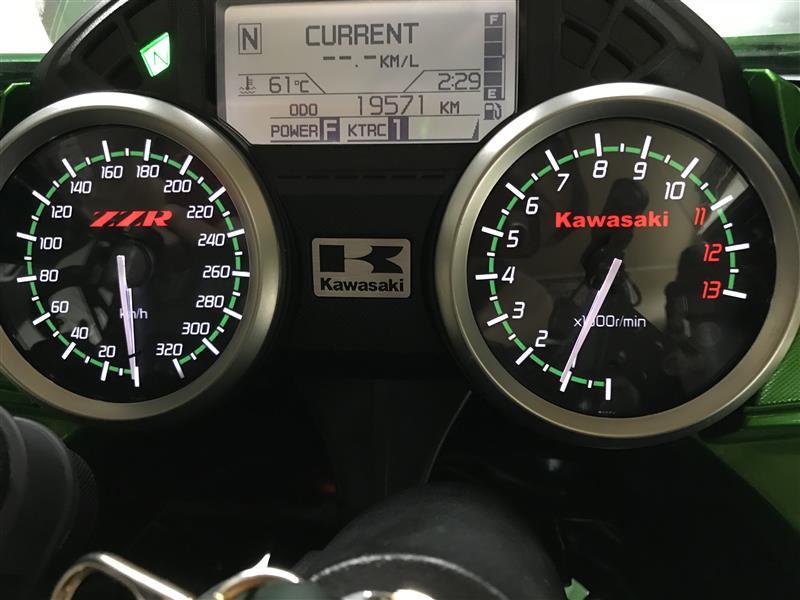 N
CURRENT
--.-KM/L
F
E
61°C
2:29
ODO 19571 KM
POWER F KTRC 1
N
ZZR
km/h
20
40
60
80
100
120
140
160
180
200
220
240
260
280
300
320
Kawasaki
Kawasaki
x1000r/min
2
3
4
5
6
7
8
9
10
11
12
13